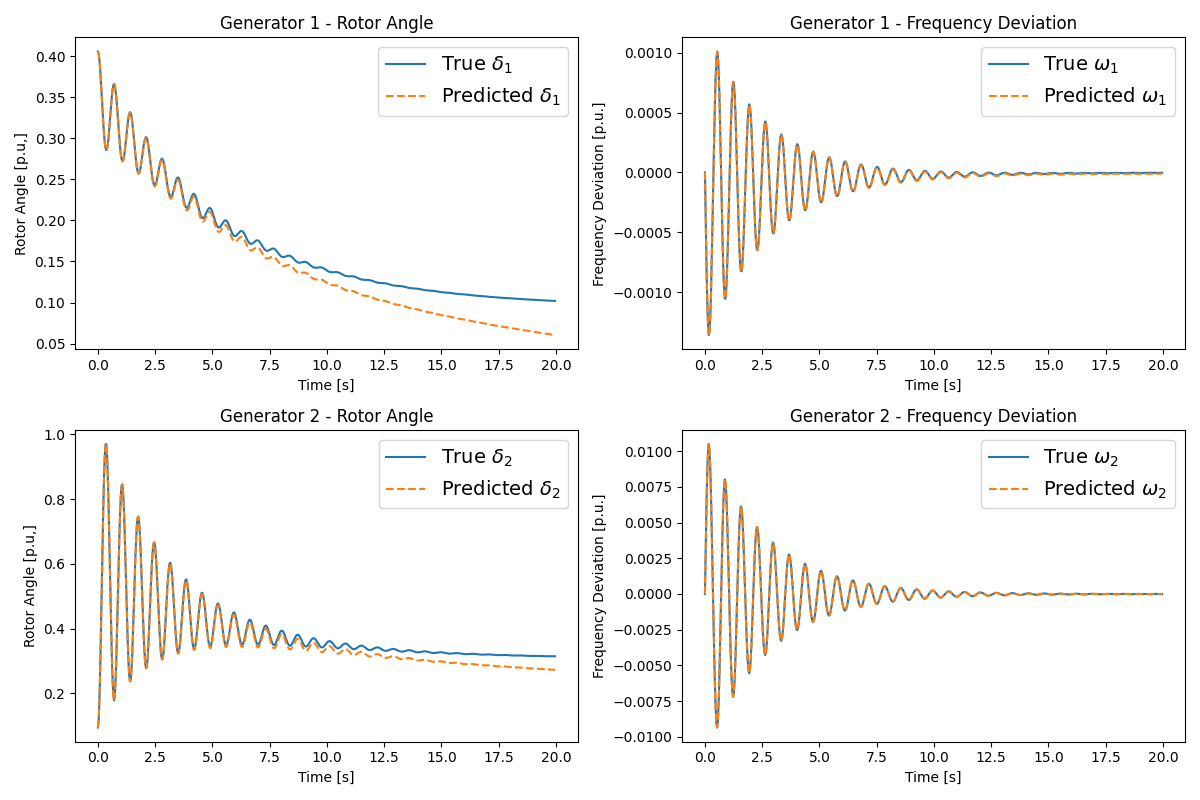 Generator 1 - Rotor Angle
Rotor Angle [p.u,]
0.40
0.35
0.30
0.25
0.20
0.15
0.10
0.05
True δ₁
Predicted δ₁
0.0 2.5 5.0 7.5 10.0 12.5 15.0 17.5 20.0
Time [s]
Generator 1 - Frequency Deviation
Frequency Deviation [p.u.]
0.0010
0.0005
0.0000
−0.0005
−0.0010
True ω₁
Predicted ω₁
0.0 2.5 5.0 7.5 10.0 12.5 15.0 17.5 20.0
Time [s]
Generator 2 - Rotor Angle
Rotor Angle [p.u,]
1.0
0.8
0.6
0.4
0.2
True δ₂
Predicted δ₂
0.0 2.5 5.0 7.5 10.0 12.5 15.0 17.5 20.0
Time [s]
Generator 2 - Frequency Deviation
Frequency Deviation [p.u.]
0.0100
0.0075
0.0050
0.0025
0.0000
−0.0025
−0.0050
−0.0075
−0.0100
True ω₂
Predicted ω₂
0.0 2.5 5.0 7.5 10.0 12.5 15.0 17.5 20.0
Time [s]